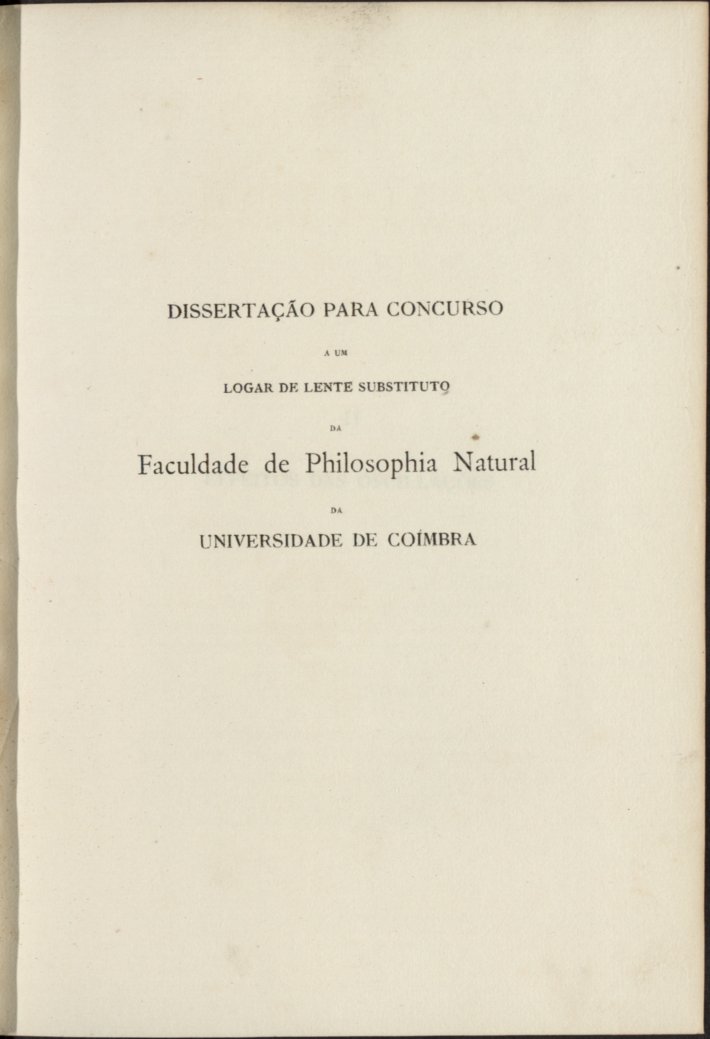 DISSERTAÇÃO PARA CONCURSO
A UM
LOGAR DE LENTE SUBSTITUTO
DA
Faculdade de Philosophia Natural
DA
UNIVERSIDADE DE COÍMBRA